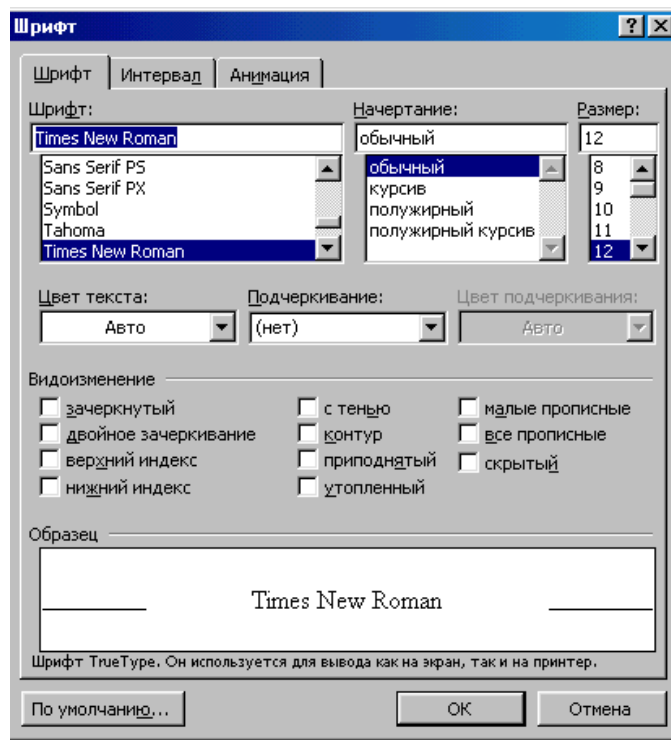 Шрифт
Шрифт Интервал Анимация
Шрифт: Начертание: Размер:
Times New Roman обычный 12
Sans Serif PS обычный 8
Sans Serif PX курсив 9
Symbol полужирный 10
Tahoma полужирный курсив 11
Times New Roman 12
Цвет текста: Подчеркивание: Цвет подчеркивания:
Авто (нет) Авто
Видоизменение
зачеркнутый с тенью малые прописные
двойное зачеркивание контур все прописные
верхний индекс приподнятый скрытый
нижний индекс утопленный
Образец
Times New Roman
Шрифт TrueType. Он используется для вывода как на экран, так и на принтер.
По умолчанию... ОК Отмена